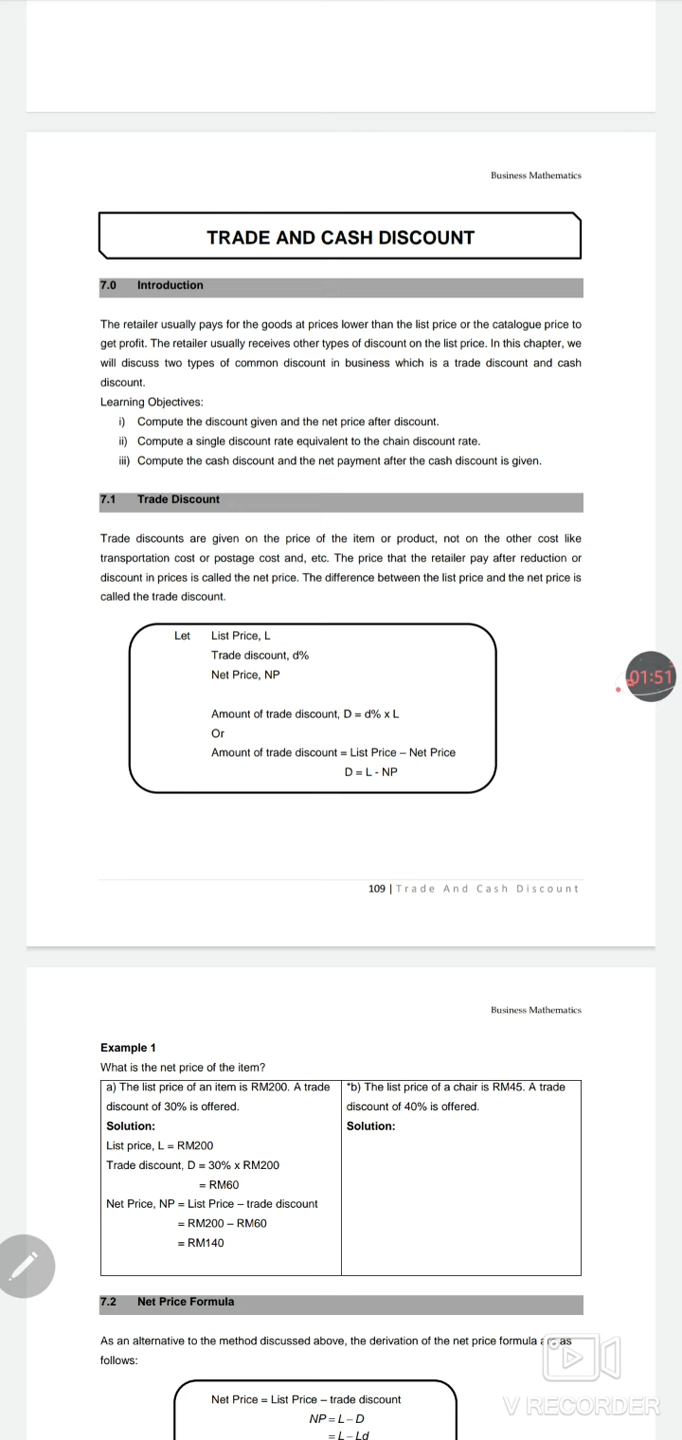 Business Mathematics
TRADE AND CASH DISCOUNT
7.0 Introduction
The retailer usually pays for the goods at prices lower than the list price or the catalogue price to
get profit. The retailer usually receives other types of discount on the list price. In this chapter, we
will discuss two types of common discount in business which is a trade discount and cash
discount.
Learning Objectives:
i) Compute the discount given and the net price after discount.
ii) Compute a single discount rate equivalent to the chain discount rate.
iii) Compute the cash discount and the net payment after the cash discount is given.
7.1 Trade Discount
Trade discounts are given on the price of the item or product, not on the other cost like
transportation cost or postage cost and, etc. The price that the retailer pay after reduction or
discount in prices is called the net price. The difference between the list price and the net price is
called the trade discount.
Let List Price, L
Trade discount, d%
Net Price, NP
01:51
Amount of trade discount, D = d% x L
Or
Amount of trade discount = List Price – Net Price
D = L - NP
109 | Trade And Cash Discount
Business Mathematics
Example 1
What is the net price of the item?
a) The list price of an item is RM200. A trade
discount of 30% is offered.
Solution:
List price, L = RM200
Trade discount, D = 30% x RM200
= RM60
Net Price, NP = List Price – trade discount
= RM200 – RM60
= RM140
*b) The list price of a chair is RM45. A trade
discount of 40% is offered.
Solution:
7.2 Net Price Formula
As an alternative to the method discussed above, the derivation of the net price formula as
follows:
V RECORDER
Net Price = List Price – trade discount
NP = L – D
= L – Ld